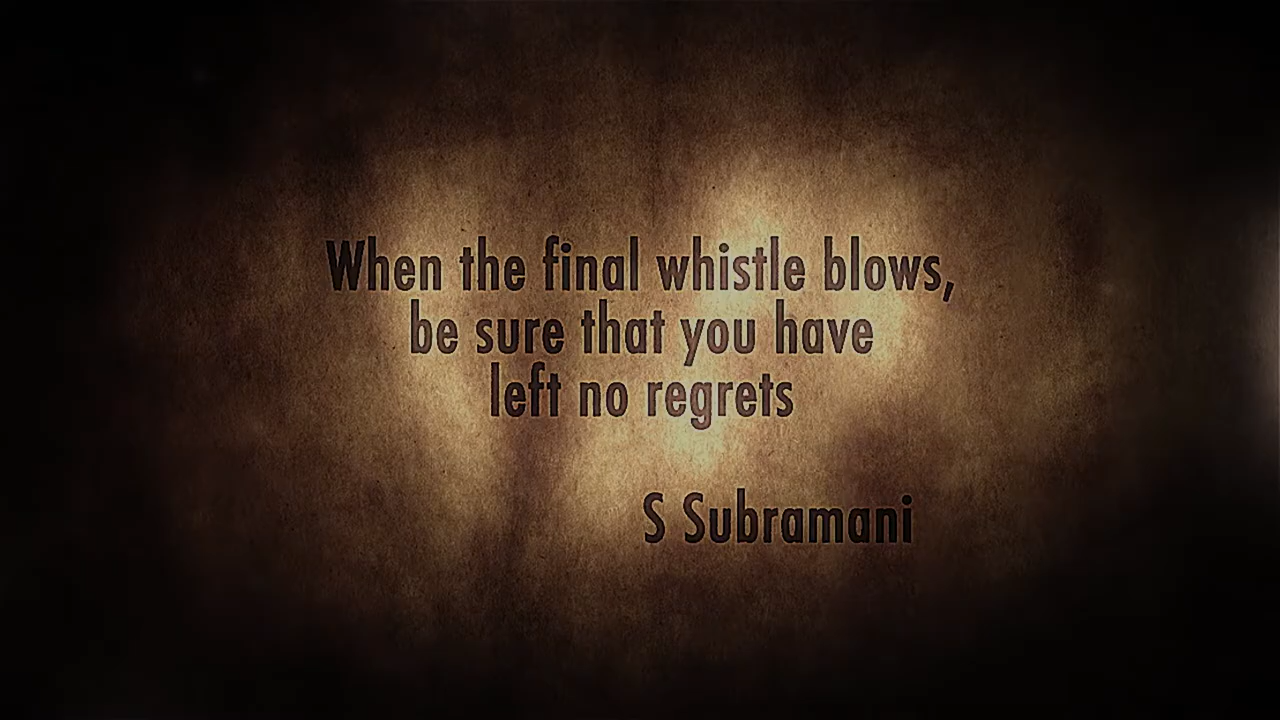 When the final whistle blows,
be sure that you have
left no regrets
S Subramani